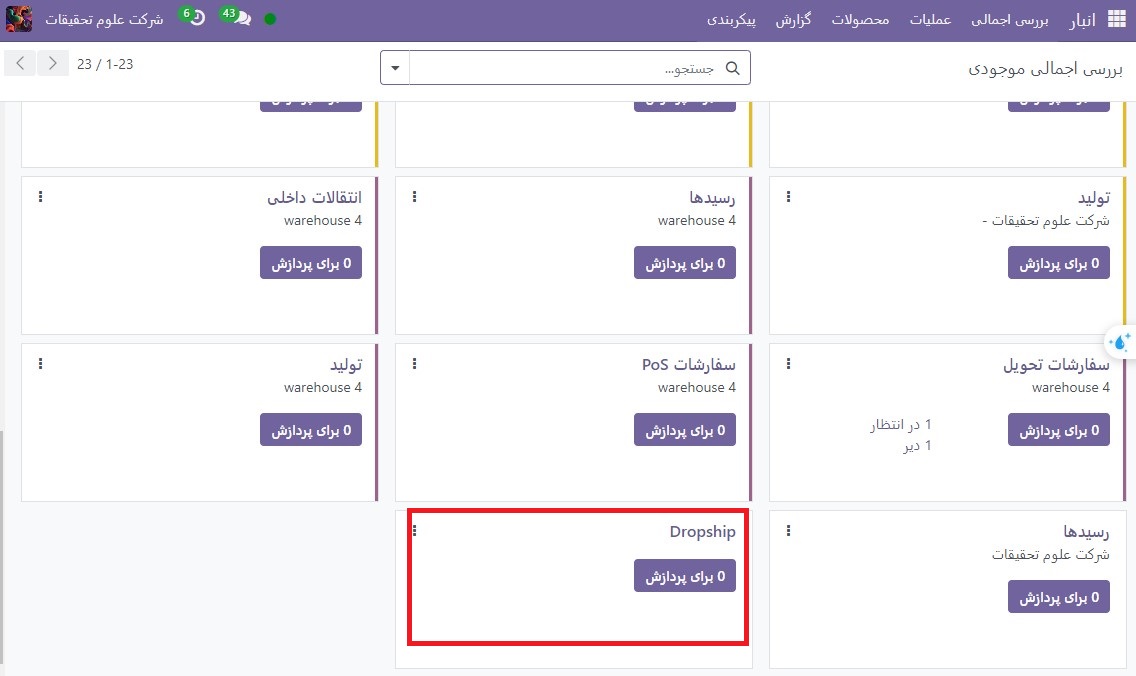 انبار
بررسی اجمالی
عملیات
محصولات
گزارش
پیکربندی
43
6
شرکت علوم تحقیقات
بررسی اجمالی موجودی
جستجو...
1-23 / 23
تولید
شرکت علوم تحقیقات -
0 برای پردازش
رسیدها
warehouse 4
0 برای پردازش
انتقالات داخلی
warehouse 4
0 برای پردازش
سفارشات تحویل
warehouse 4
0 برای پردازش
1 در انتظار
1 دیر
سفارشات PoS
warehouse 4
0 برای پردازش
تولید
warehouse 4
0 برای پردازش
رسیدها
شرکت علوم تحقیقات
0 برای پردازش
Dropship
0 برای پردازش